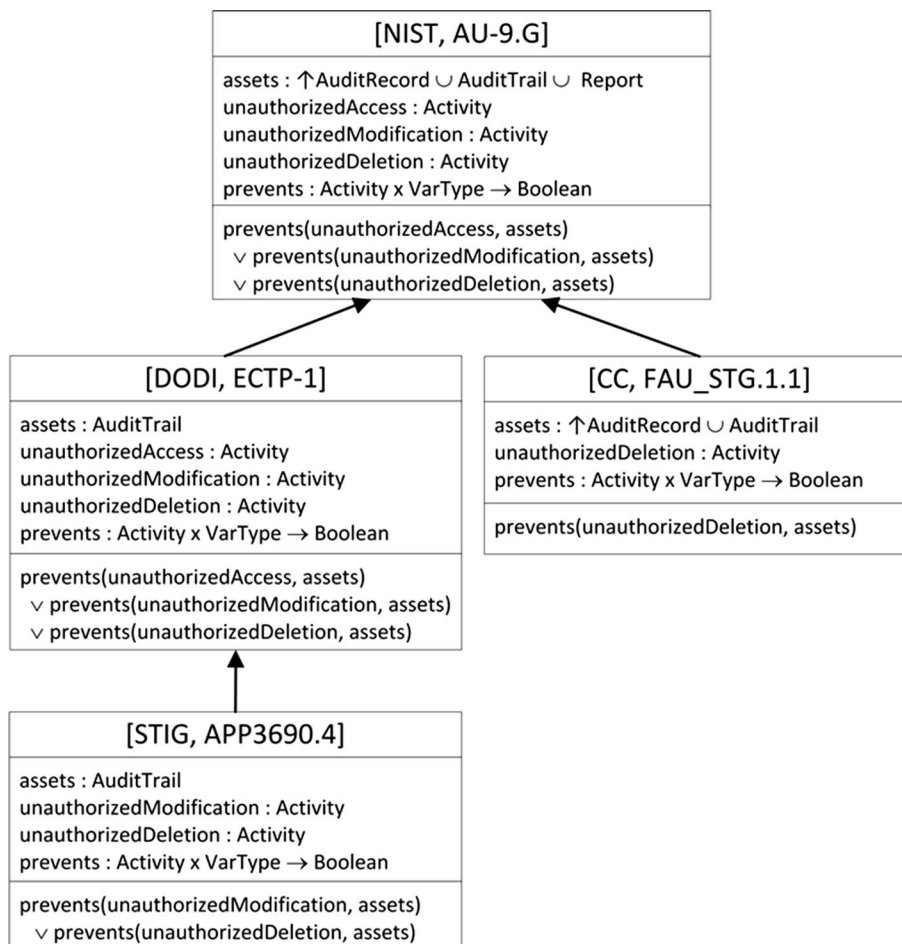 [NIST, AU-9.G]
assets : ↑AuditRecord ∪ AuditTrail ∪ Report
unauthorizedAccess : Activity
unauthorizedModification : Activity
unauthorizedDeletion : Activity
prevents : Activity x VarType → Boolean
prevents(unauthorizedAccess, assets)
∨ prevents(unauthorizedModification, assets)
∨ prevents(unauthorizedDeletion, assets)
[DODI, ECTP-1]
assets : AuditTrail
unauthorizedAccess : Activity
unauthorizedModification : Activity
unauthorizedDeletion : Activity
prevents : Activity x VarType → Boolean
prevents(unauthorizedAccess, assets)
∨ prevents(unauthorizedModification, assets)
∨ prevents(unauthorizedDeletion, assets)
[CC, FAU_STG.1.1]
assets : ↑AuditRecord ∪ AuditTrail
unauthorizedDeletion : Activity
prevents : Activity x VarType → Boolean
prevents(unauthorizedDeletion, assets)
[STIG, APP3690.4]
assets : AuditTrail
unauthorizedModification : Activity
unauthorizedDeletion : Activity
prevents : Activity x VarType → Boolean
prevents(unauthorizedModification, assets)
∨ prevents(unauthorizedDeletion, assets)